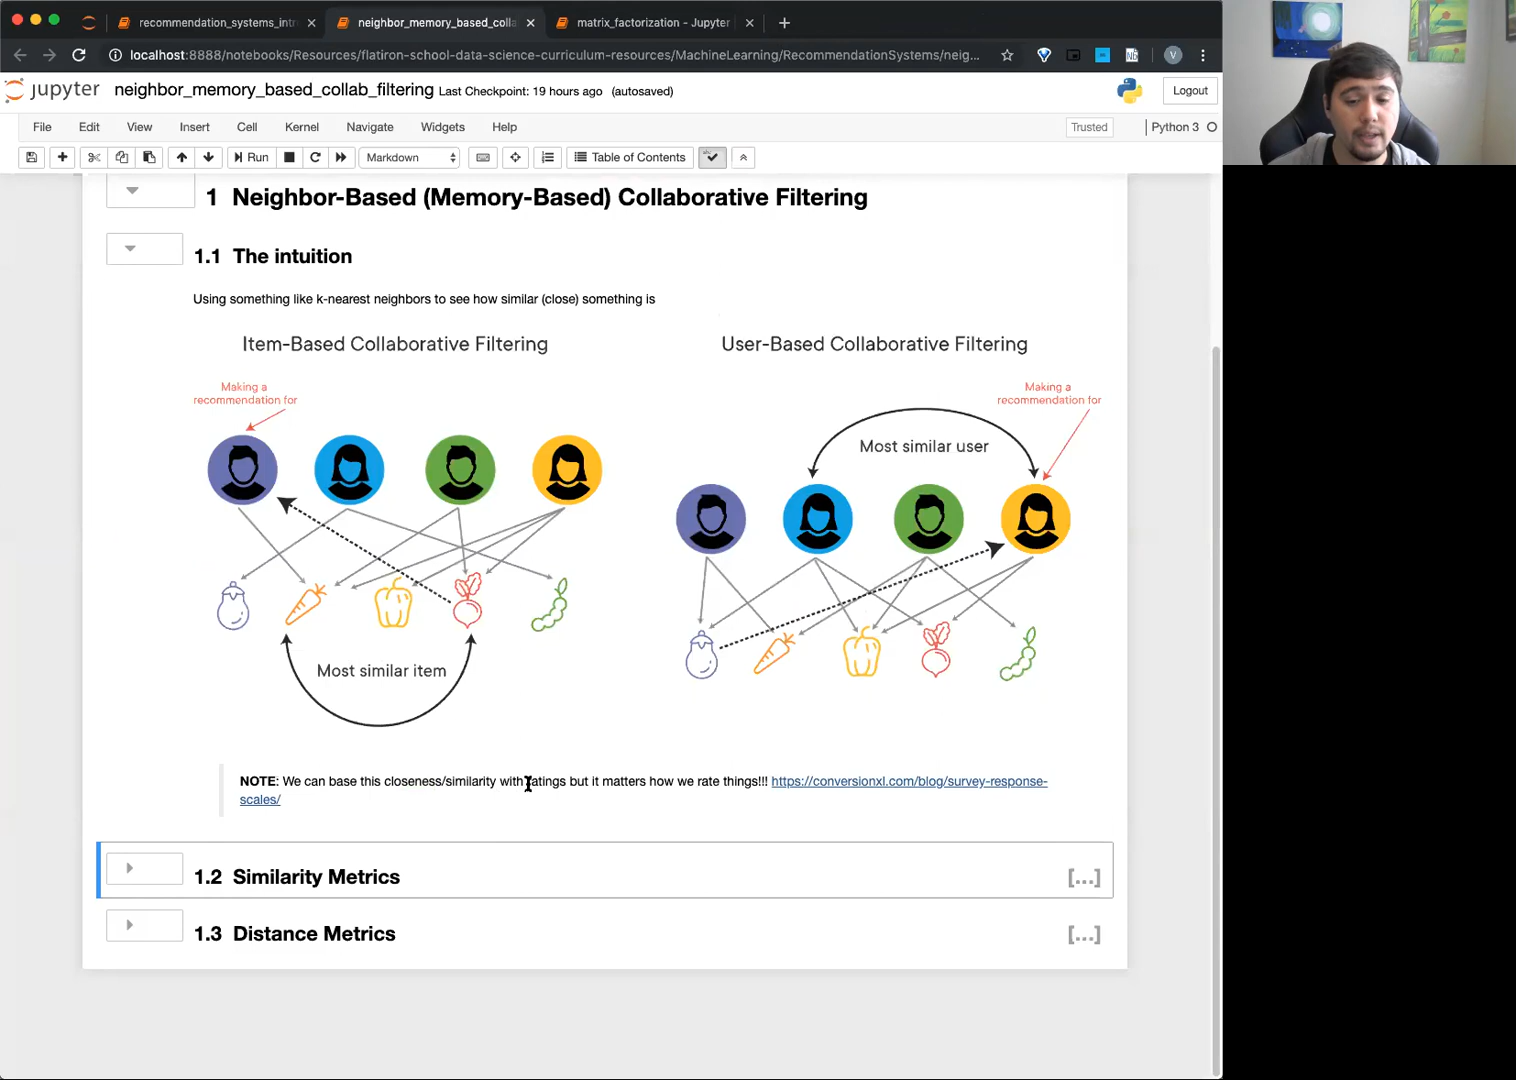 recommendation_systems_int
neighbor_memory_based_colla
matrix_factorization - Jupyter
localhost:8888/notebooks/Resources/flatiron-school-data-science-curriculum-resources/MachineLearning/RecommendationSystems/neig...
V
jupyter neighbor_memory_based_collab_filtering Last Checkpoint: 19 hours ago (autosaved)
Logout
File Edit View Insert Cell Kernel Navigate Widgets Help
Trusted
Python 3
Run
Markdown
Table of Contents
1 Neighbor-Based (Memory-Based) Collaborative Filtering
1.1 The intuition
Using something like k-nearest neighbors to see how similar (close) something is
Item-Based Collaborative Filtering
Making a
recommendation for
Most similar item
User-Based Collaborative Filtering
Making a
recommendation for
Most similar user
NOTE: We can base this closeness/similarity with ratings but it matters how we rate things!!! https://conversionxl.com/blog/survey-response-
scales/
1.2 Similarity Metrics
[...]
1.3 Distance Metrics
[...]